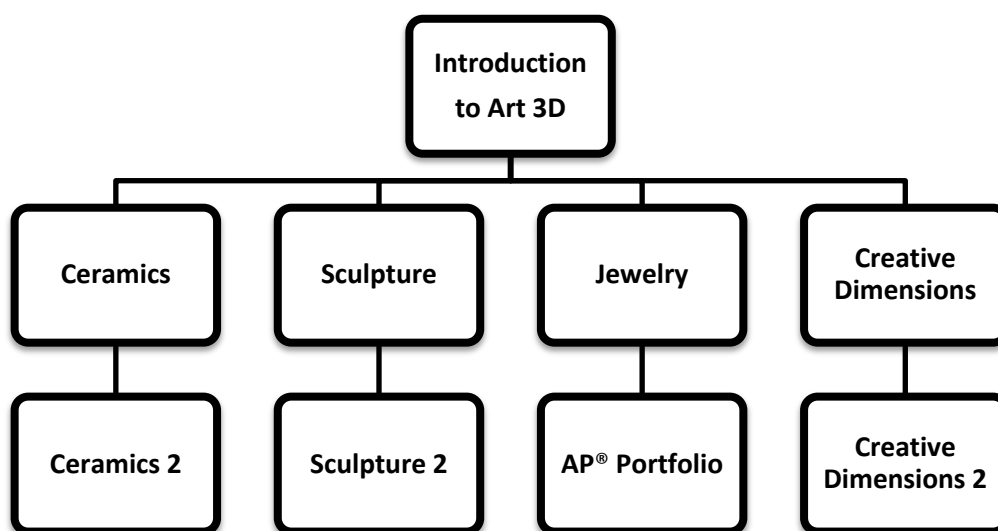 Introduction
to Art 3D
Ceramics
Sculpture
Jewelry
Creative
Dimensions
Ceramics 2
Sculpture 2
AP® Portfolio
Creative
Dimensions 2